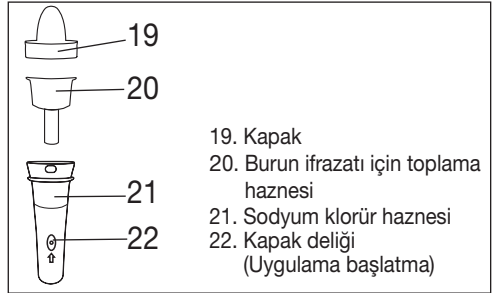 19
20
21
22
19. Kapak
20. Burun ifrazatı için toplama
haznesi
21. Sodyum klorür haznesi
22. Kapak deliği
(Uygulama başlatma)